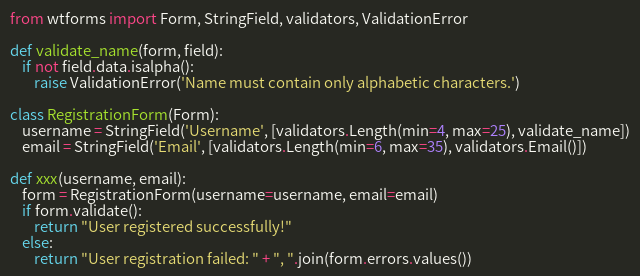 from wtforms import Form, StringField, validators, ValidationError
def validate_name(form, field):
if not field.data.isalpha():
raise ValidationError('Name must contain only alphabetic characters.')
class RegistrationForm(Form):
username = StringField('Username', [validators.Length(min=4, max=25), validate_name])
email = StringField('Email', [validators.Length(min=6, max=35), validators.Email()])
def xxx(username, email):
form = RegistrationForm(username=username, email=email)
if form.validate():
return "User registered successfully!"
else:
return "User registration failed: " + ", ".join(form.errors.values())